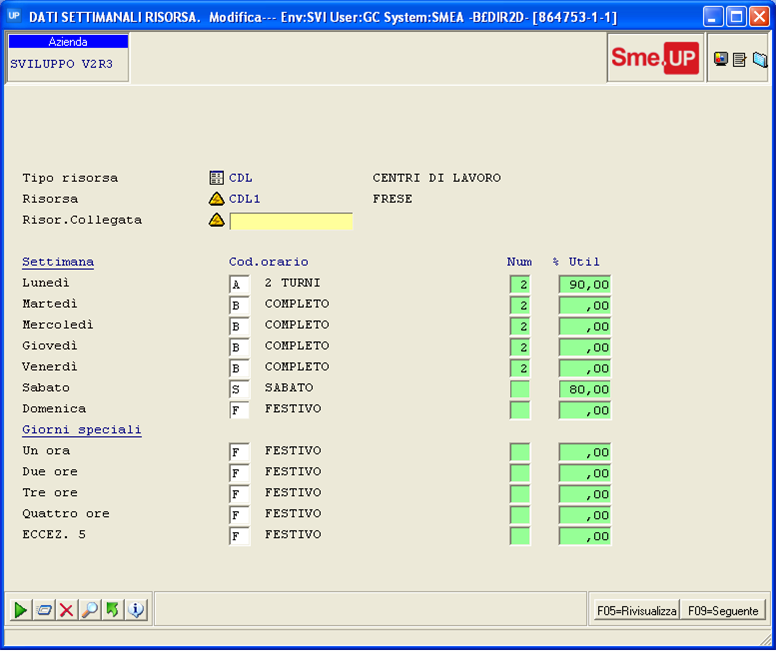 UP DATI SETTIMANALI RISORSA. Modifica--- Env:SVI User:GC System:SMEA -B£DIR2D- [864753-1-1]
Azienda
SVILUPPO V2R3
Sme.UP
Tipo risorsa CDL CENTRI DI LAVORO
Risorsa CDL1 FRESE
Risor.Collegata
Settimana Cod.orario Num % Util
Lunedì A 2 TURNI 2 90,00
Martedì B COMPLETO 2 ,00
Mercoledì B COMPLETO 2 ,00
Giovedì B COMPLETO 2 ,00
Venerdì B COMPLETO 2 ,00
Sabato S SABATO 80,00
Domenica F FESTIVO ,00
Giorni speciali
Un ora F FESTIVO ,00
Due ore F FESTIVO ,00
Tre ore F FESTIVO ,00
Quattro ore F FESTIVO ,00
ECCEZ. 5 F FESTIVO ,00
F05=Rivisualizza F09=Seguente